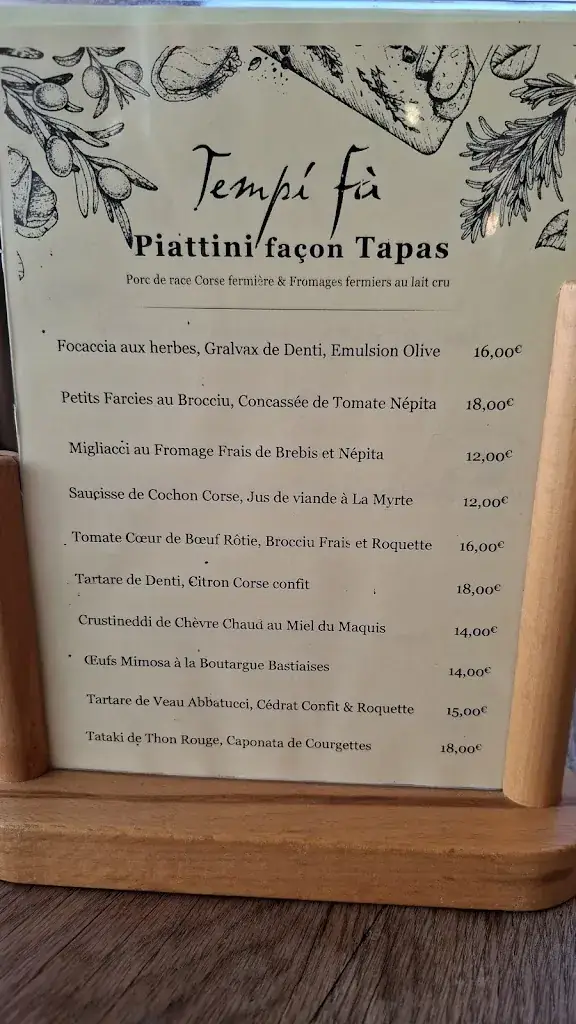 Tempi fà
Piattini façon Tapas
Porc de race Corse fermière & Fromages fermiers au lait cru
Focaccia aux herbes, Gralvax de Denti, Emulsion Olive 16,00€
Petits Farcies au Brocciu, Concassée de Tomate Népita 18,00€
Migliacci au Fromage Frais de Brebis et Népita 12,00€
Saucisse de Cochon Corse, Jus de viande à La Myrte 12,00€
Tomate Cœur de Bœuf Rôtie, Brocciu Frais et Roquette 16,00€
Tartare de Denti, Citron Corse confit 18,00€
Crustineddi de Chèvre Chaud au Miel du Maquis 14,00€
Œufs Mimosa à la Boutargue Bastiaises 14,00€
Tartare de Veau Abbatucci, Cédrat Confit & Roquette 15,00€
Tataki de Thon Rouge, Caponata de Courgettes 18,00€